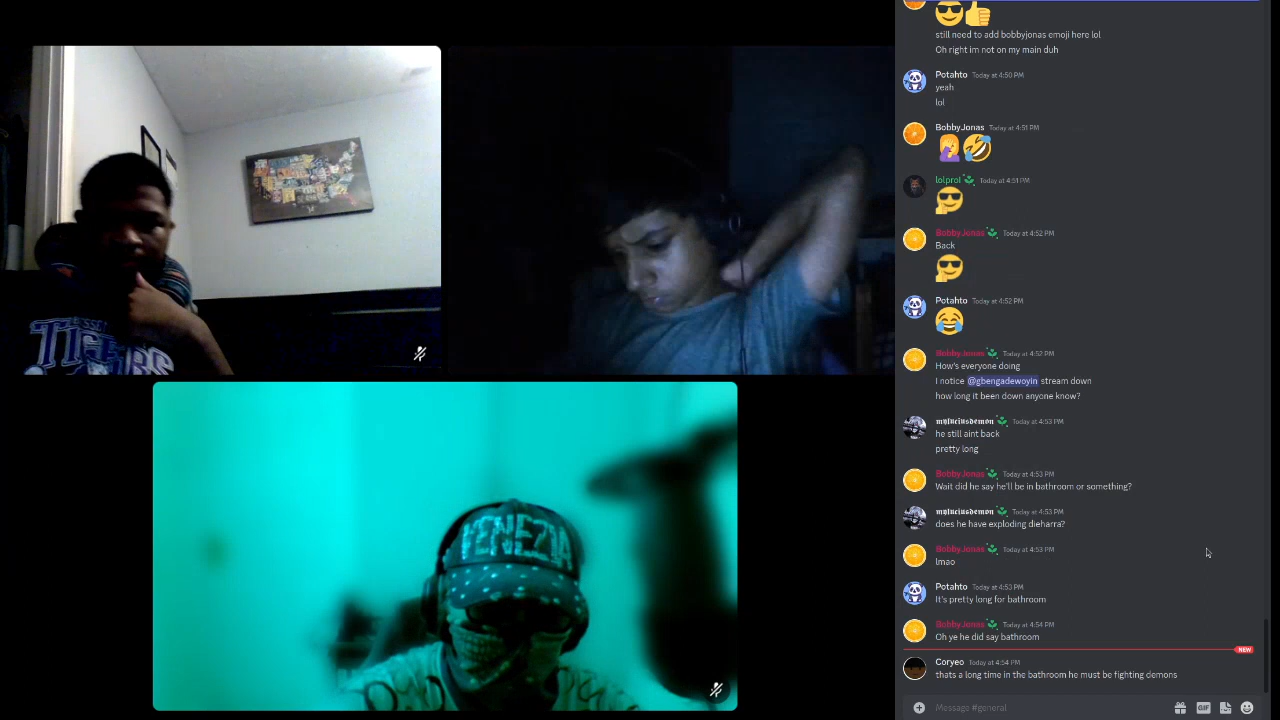 TIGERS
VENEZIA
still need to add bobbyjonas emoji here lol
Oh right im not on my main duh
Potahto Today at 4:50 PM
yeah
lol
BobbyJonas Today at 4:51 PM
lolprol Today at 4:51 PM
BobbyJonas Today at 4:52 PM
Back
Potahto Today at 4:52 PM
BobbyJonas Today at 4:52 PM
How's everyone doing
I notice @gbengadewoyin stream down
how long it been down anyone know?
Today at 4:53 PM
he still aint back
pretty long
BobbyJonas Today at 4:53 PM
Wait did he say he'll be in bathroom or something?
Today at 4:53 PM
does he have exploding dieharra?
BobbyJonas Today at 4:53 PM
lmao
Potahto Today at 4:53 PM
It's pretty long for bathroom
BobbyJonas Today at 4:54 PM
Oh ye he did say bathroom
NEW
Coryeo Today at 4:54 PM
thats a long time in the bathroom he must be fighting demons
Message #general
GIF